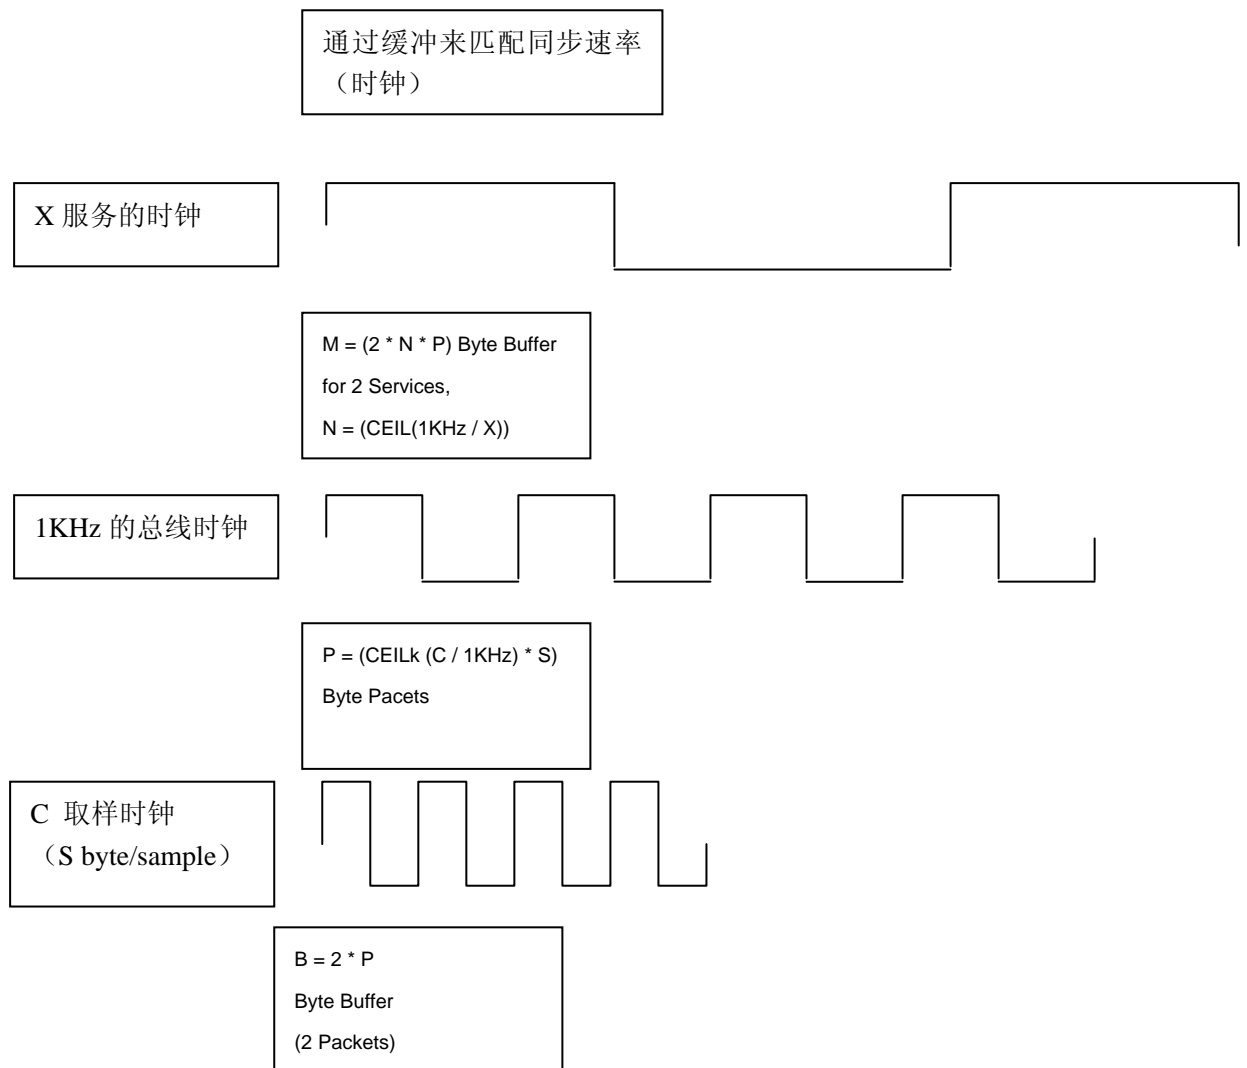 通过缓冲来匹配同步速率
（时钟）
X 服务的时钟
M = (2 * N * P) Byte Buffer
for 2 Services,
N = (CEIL(1KHz / X))
1KHz 的总线时钟
P = (CEILk (C / 1KHz) * S)
Byte Pacets
C 取样时钟
（S byte/sample）
B = 2 * P
Byte Buffer
(2 Packets)